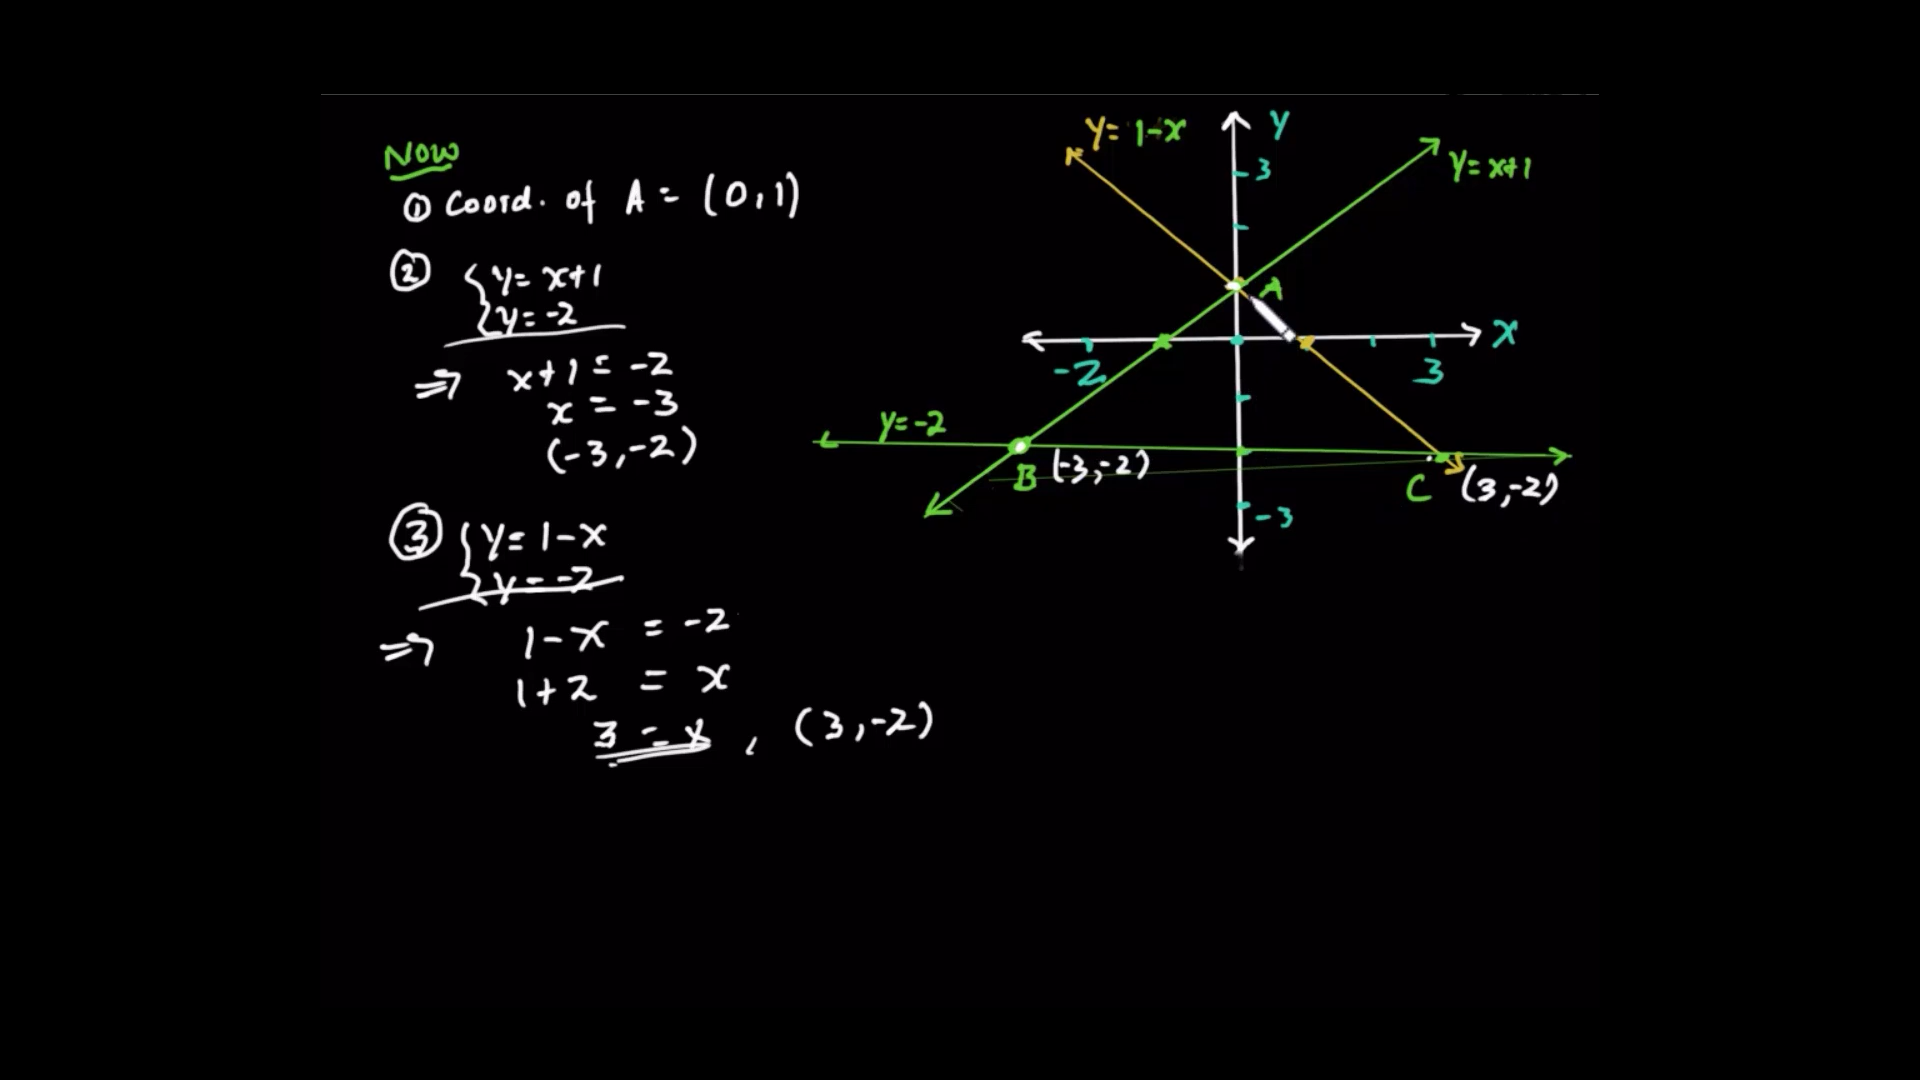 Now
① Coord. of A = (0,1)
② { y = x+1
y = -2
⇒ x+1 = -2
x = -3
(-3,-2)
③ { y = 1-x
y = -2
⇒ 1-x = -2
1+2 = x
3 = x , (3,-2)
y = 1-x
y
3
y = x+1
A
x
-2
3
y = -2
B (-3,-2)
C (3,-2)
-3